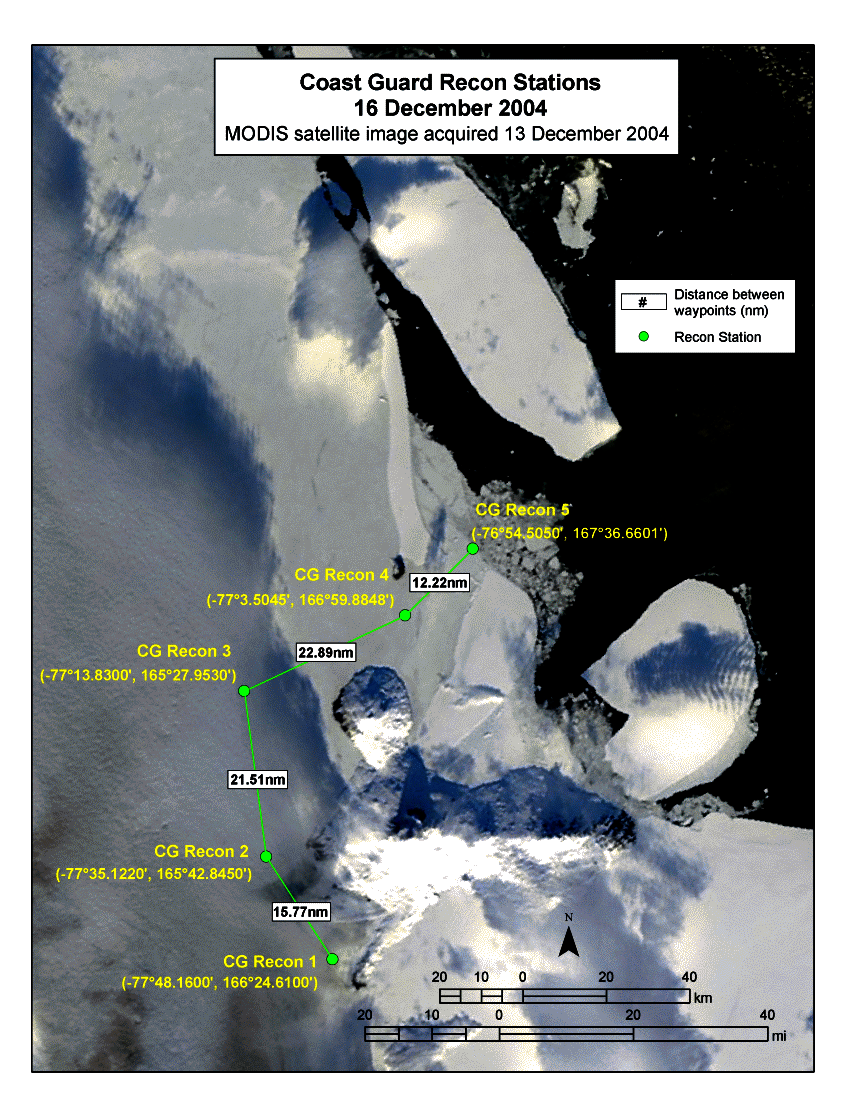 Coast Guard Recon Stations
16 December 2004
MODIS satellite image acquired 13 December 2004
# Distance between
waypoints (nm)
Recon Station
CG Recon 5
(-76°54.5050', 167°36.6601')
12.22nm
CG Recon 4
(-77°3.5045', 166°59.8848')
22.89nm
CG Recon 3
(-77°13.8300', 165°27.9530')
21.51nm
CG Recon 2
(-77°35.1220', 165°42.8450')
15.77nm
CG Recon 1
(-77°48.1600', 166°24.6100')
N
20 10 0 20 40
km
20 10 0 20 40
mi